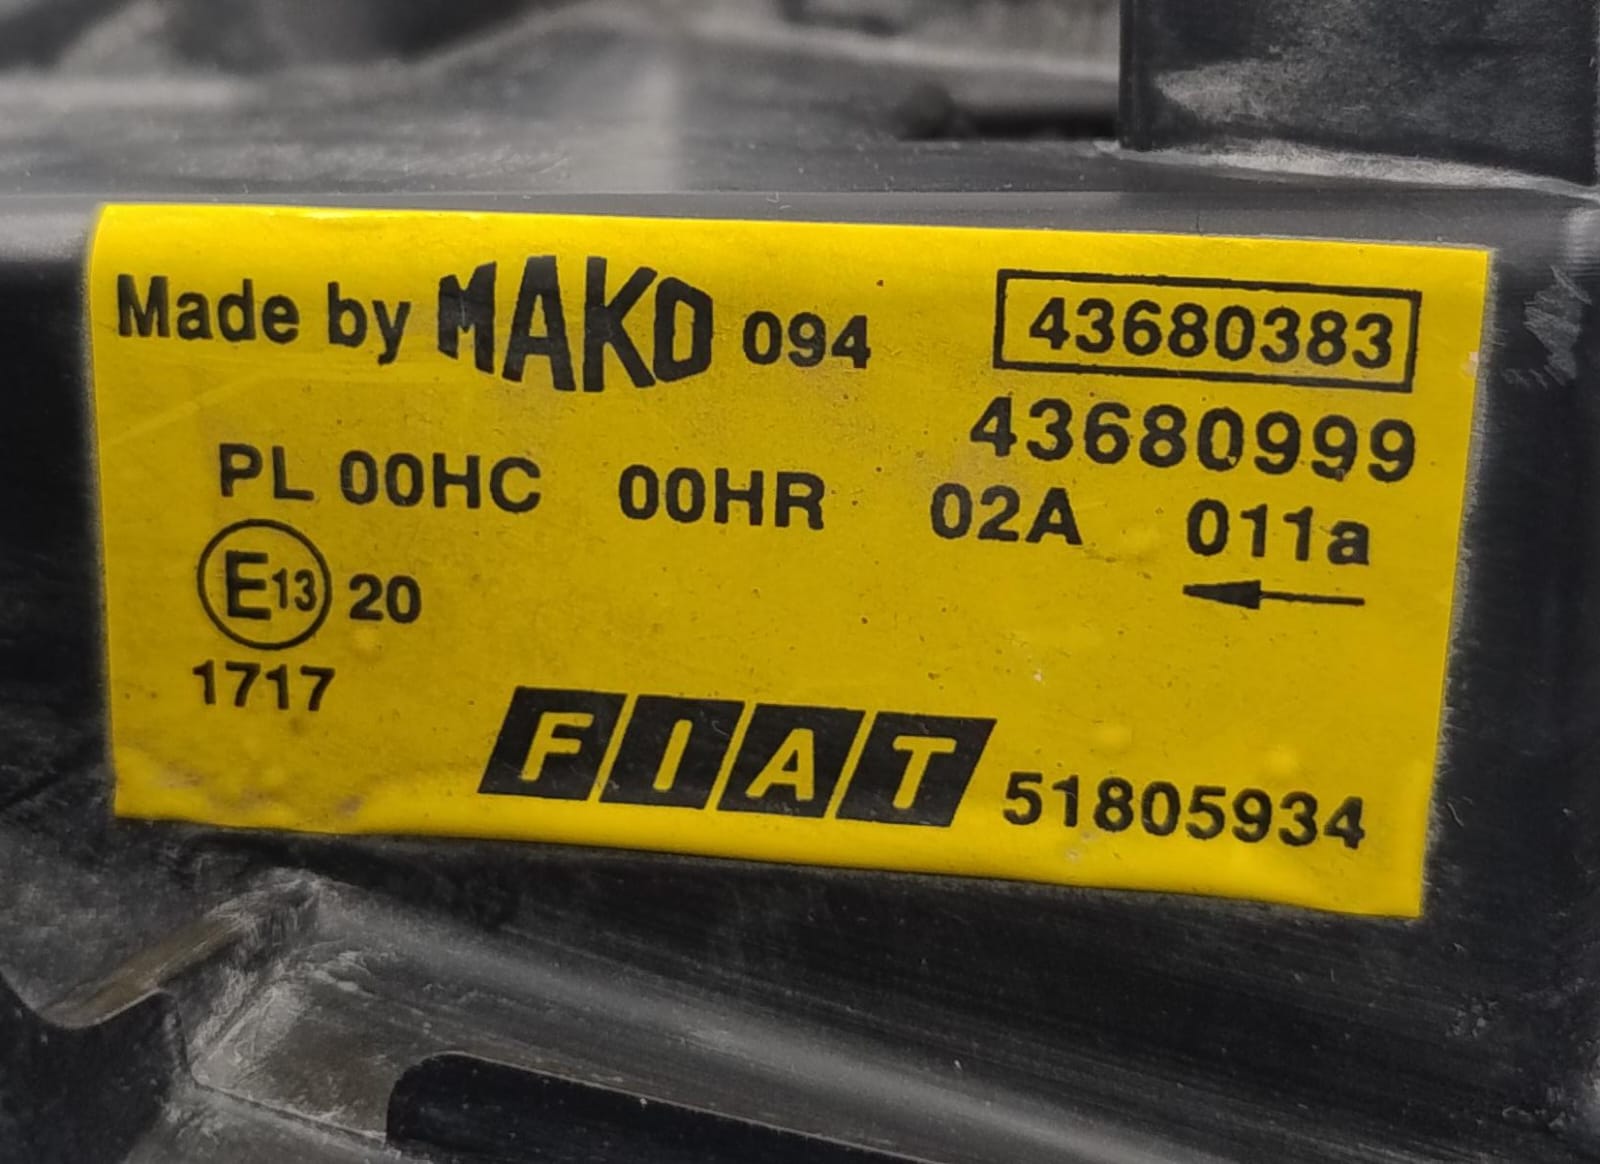 Made by MAKO 094 43680383
43680999
PL 00HC 00HR 02A 011a
E13 20
1717
FIAT 51805934